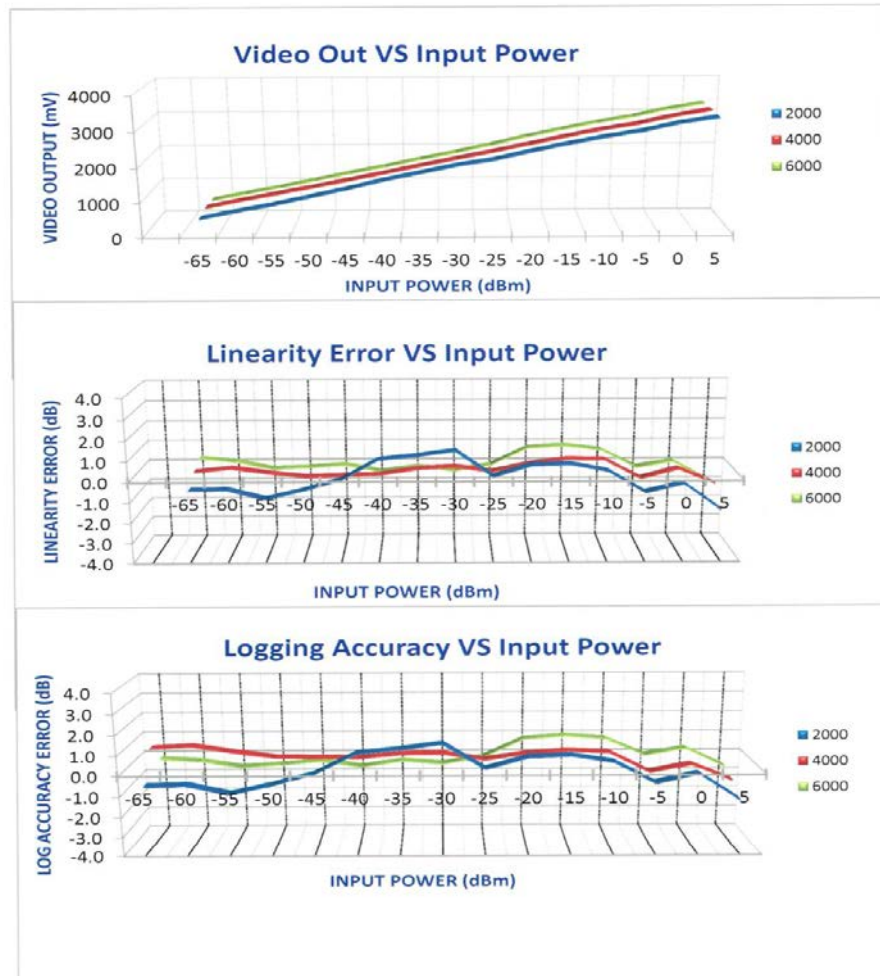 Video Out VS Input Power
VIDEO OUTPUT (mV)
4000
3000
2000
1000
0
-65 -60 -55 -50 -45 -40 -35 -30 -25 -20 -15 -10 -5 0 5
INPUT POWER (dBm)
2000
4000
6000
Linearity Error VS Input Power
LINEARITY ERROR (dB)
4.0
3.0
2.0
1.0
0.0
-1.0
-2.0
-3.0
-4.0
-65 -60 -55 -50 -45 -40 -35 -30 -25 -20 -15 -10 -5 0 5
INPUT POWER (dBm)
2000
4000
6000
Logging Accuracy VS Input Power
LOG ACCURACY ERROR (dB)
4.0
3.0
2.0
1.0
0.0
-1.0
-2.0
-3.0
-4.0
-65 -60 -55 -50 -45 -40 -35 -30 -25 -20 -15 -10 -5 0 5
INPUT POWER (dBm)
2000
4000
6000